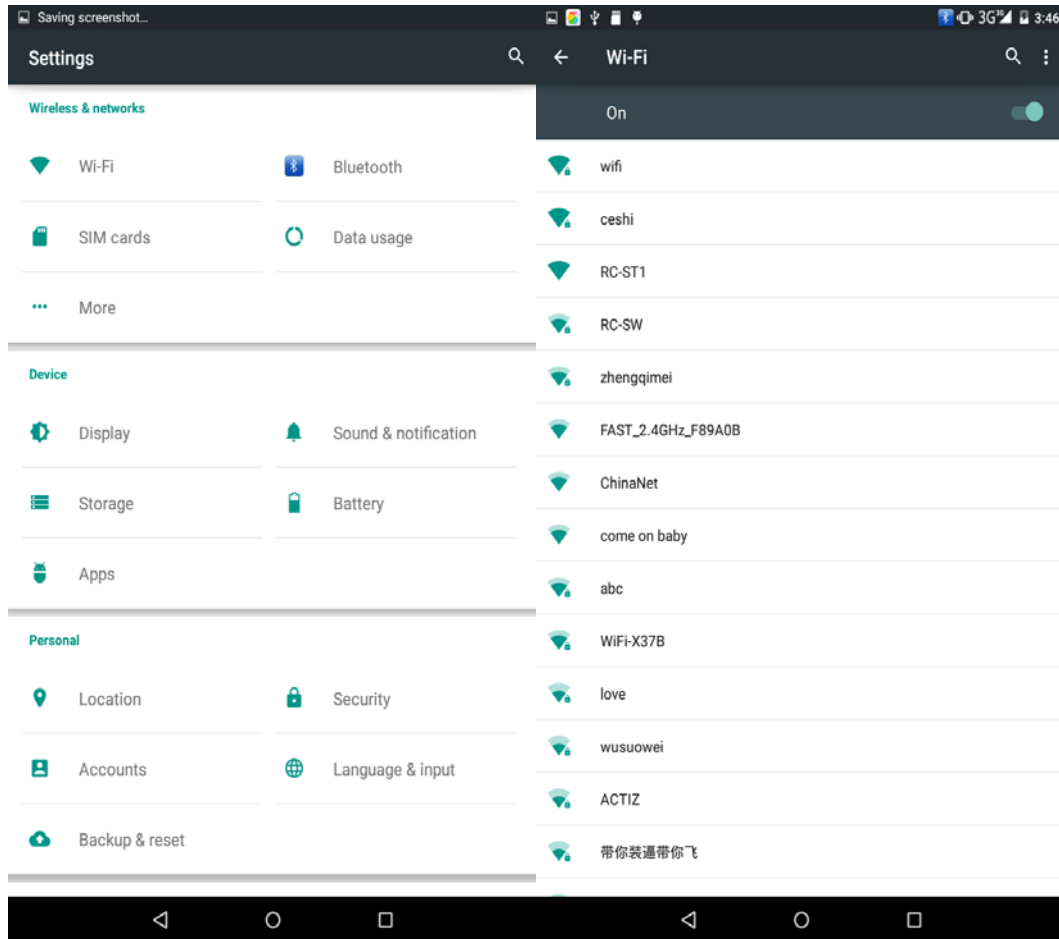 Saving screenshot...
Settings
Wireless & networks
Wi-Fi
Bluetooth
SIM cards
Data usage
More
Device
Display
Sound & notification
Storage
Battery
Apps
Personal
Location
Security
Accounts
Language & input
Backup & reset
3G 3G 3:46
Wi-Fi
On
wifi
ceshi
RC-ST1
RC-SW
zhengqimei
FAST_2.4GHz_F89A0B
ChinaNet
come on baby
abc
WiFi-X37B
love
wusuowei
ACTIZ
带你装逼带你飞